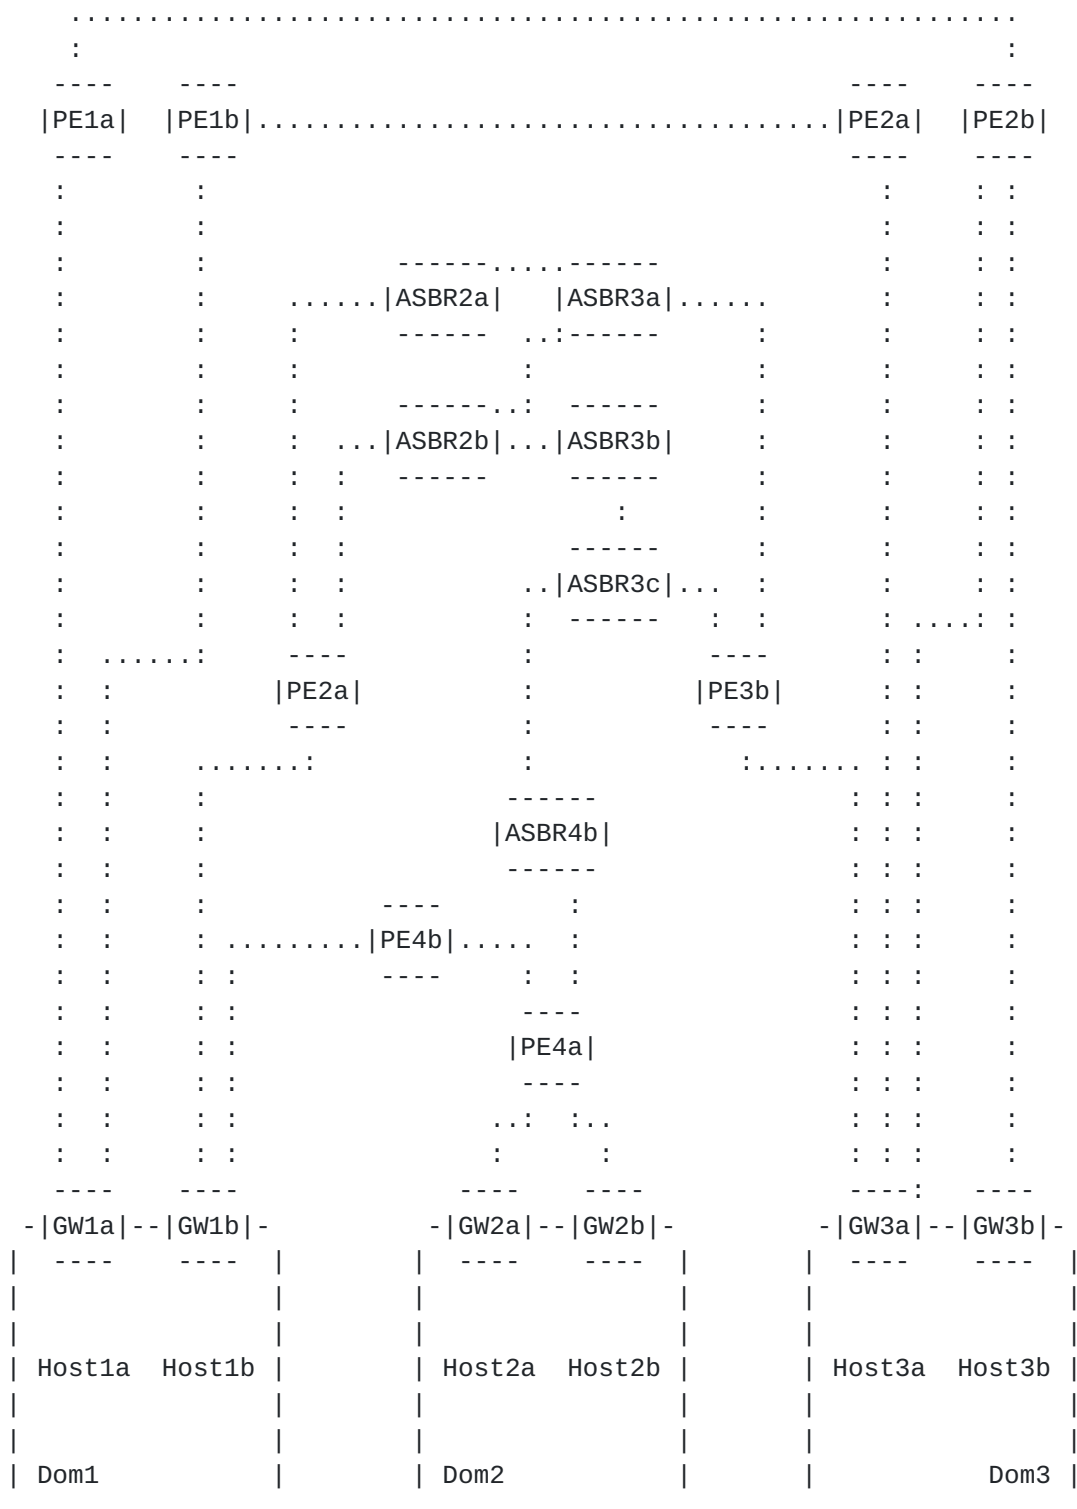 PE1a PE1b PE2a PE2b
ASBR2a ASBR3a
ASBR2b ASBR3b
ASBR3c
PE2a PE3b
ASBR4b
PE4b
PE4a
GW1a GW1b GW2a GW2b GW3a GW3b
Host1a Host1b Host2a Host2b Host3a Host3b
Dom1 Dom2 Dom3